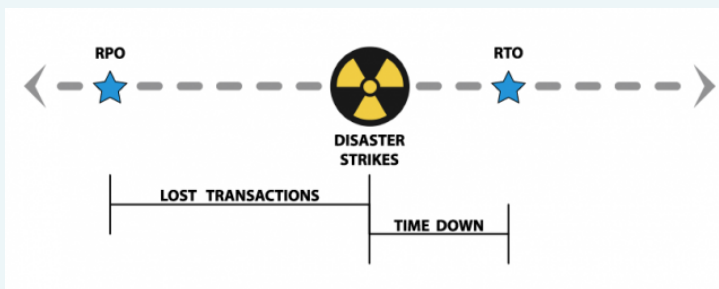 RPO
RTO
DISASTER
STRIKES
LOST TRANSACTIONS
TIME DOWN